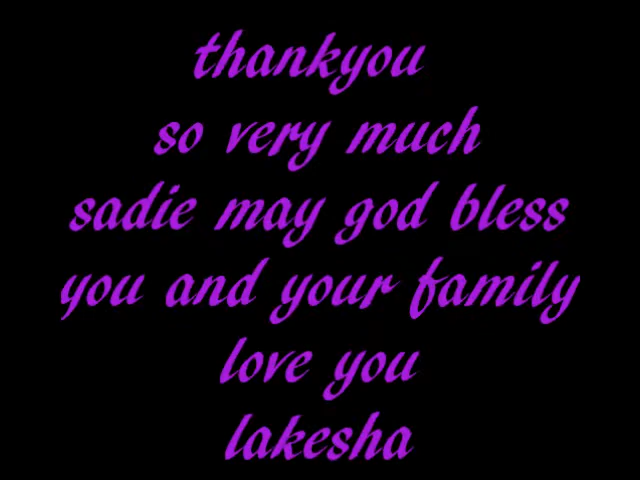 thankyou
so very much
sadie may god bless
you and your family
love you
lakesha